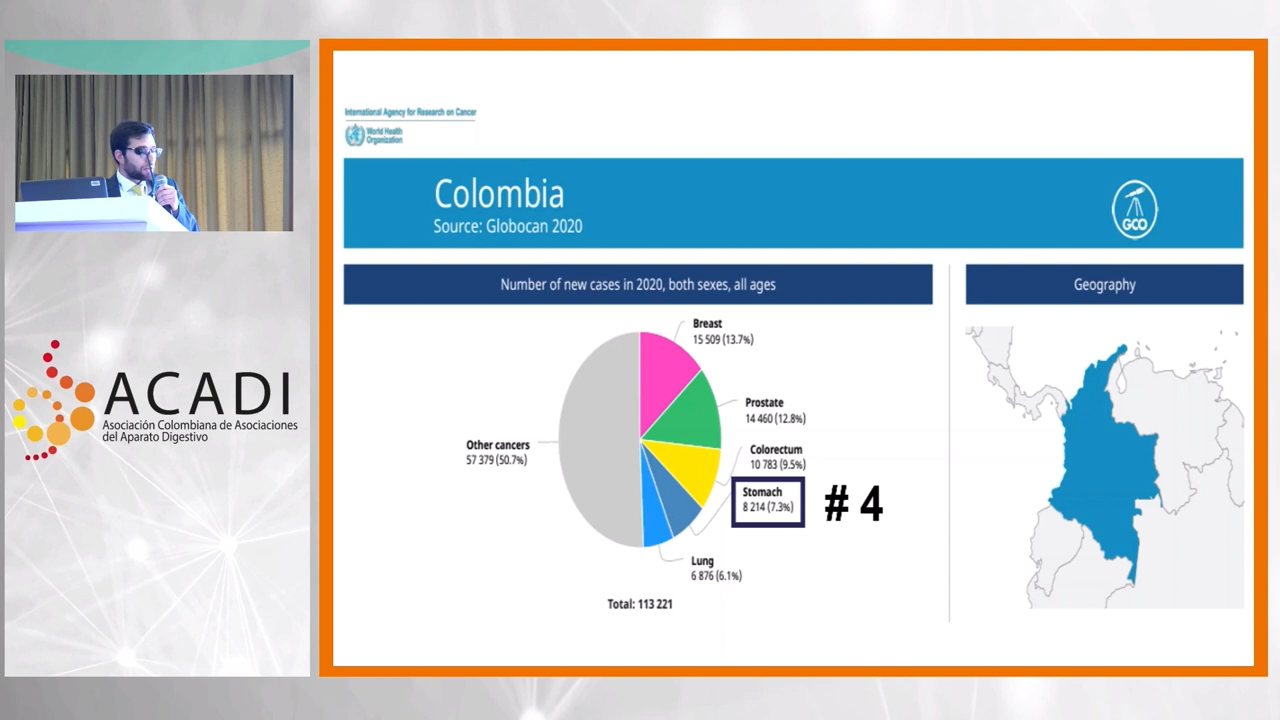 ACADI
Asociación Colombiana de Asociaciones
del Aparato Digestivo
International Agency for Research on Cancer
World Health
Organization
Colombia
Source: Globocan 2020
GCO
Number of new cases in 2020, both sexes, all ages
Geography
Breast
15 509 (13.7%)
Prostate
14 460 (12.8%)
Colorectum
10 783 (9.5%)
Stomach
8 214 (7.3%)
# 4
Lung
6 876 (6.1%)
Other cancers
57 379 (50.7%)
Total: 113 221